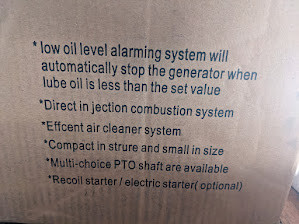 * low oil level alarming system will
automatically stop the generator when
lube oil is less than the set value
*Direct in jection combustion system
*Effcent air cleaner system
*Compact in strure and small in size
*Multi-choice PTO shaft are available
*Recoil starter / electric starter( optional)